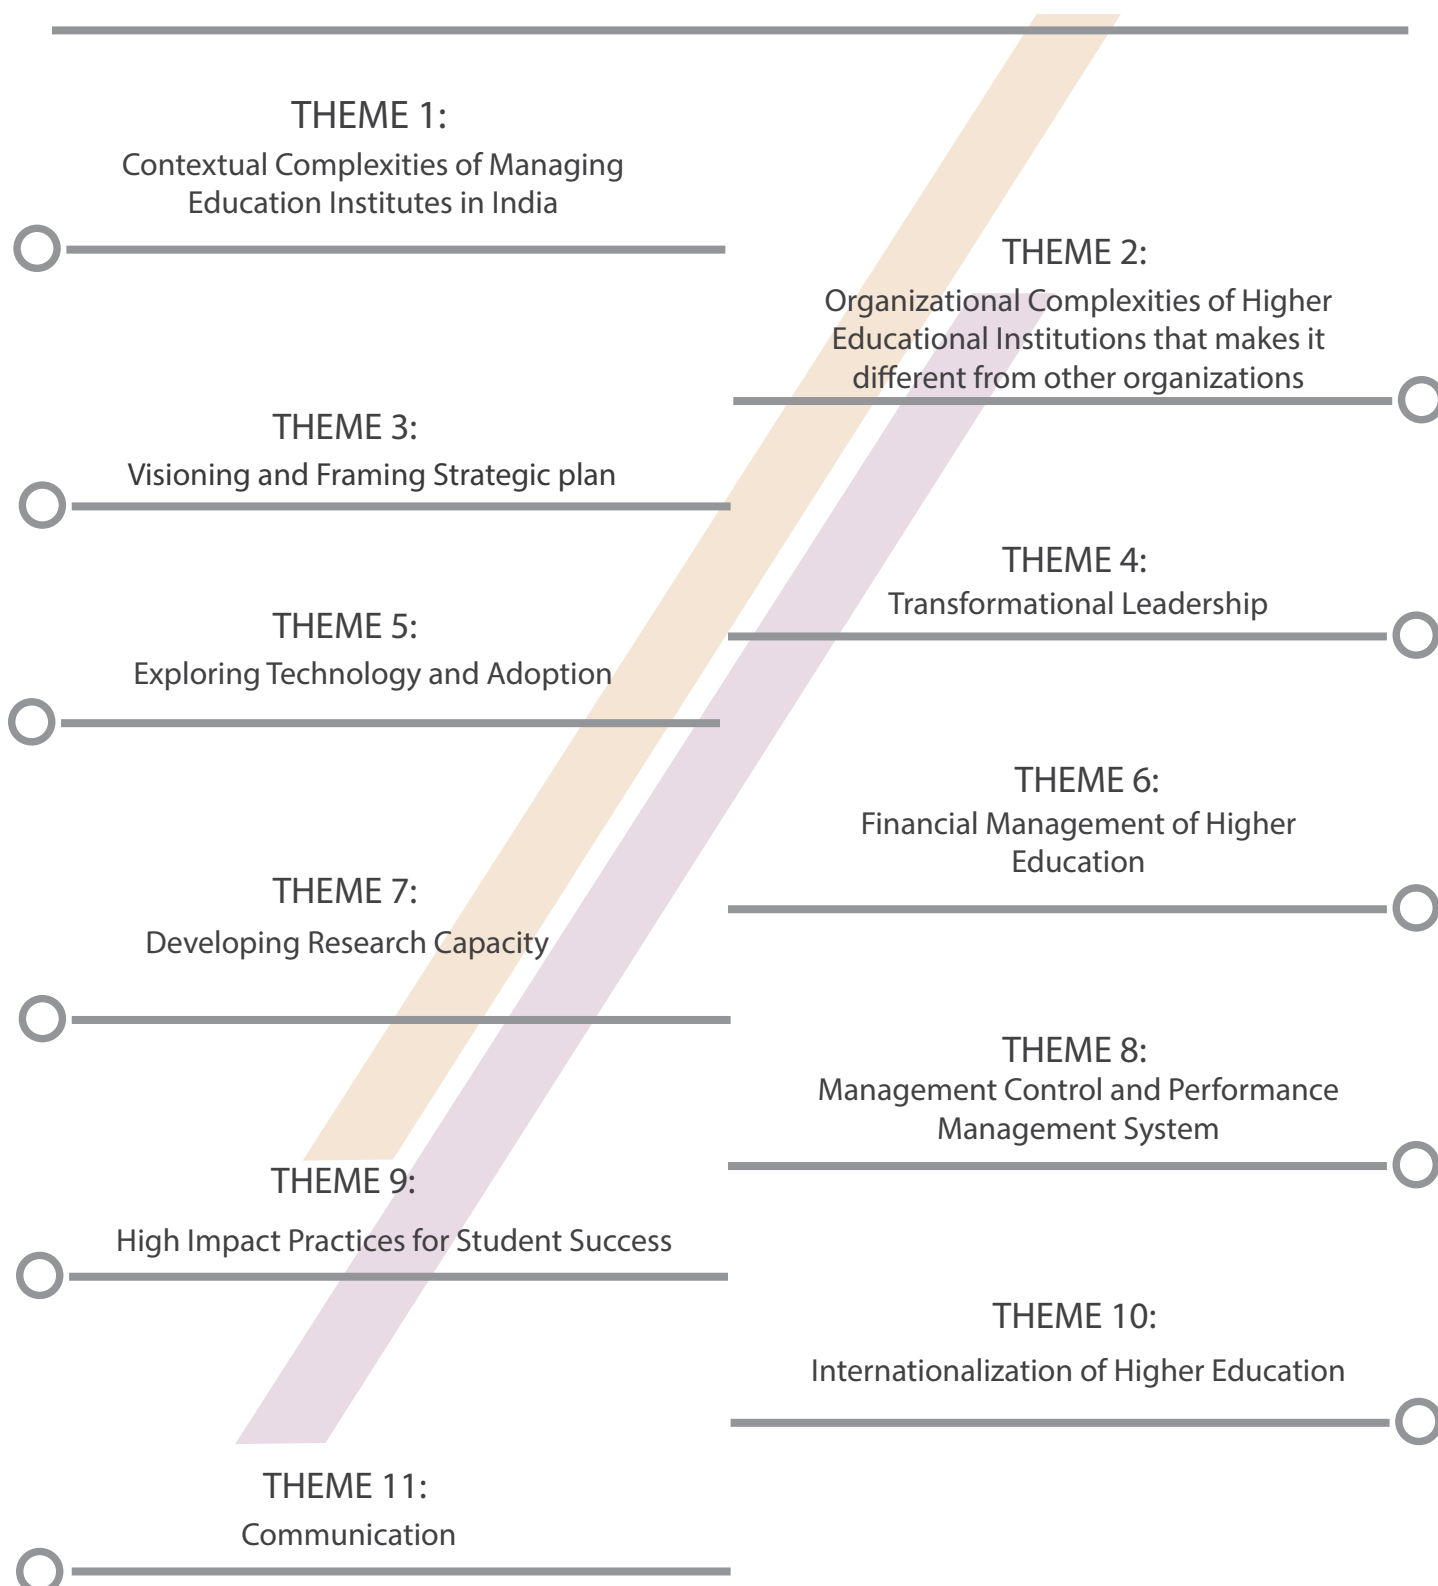 THEME 1:
Contextual Complexities of Managing
Education Institutes in India
THEME 2:
Organizational Complexities of Higher
Educational Institutions that makes it
different from other organizations
THEME 3:
Visioning and Framing Strategic plan
THEME 4:
Transformational Leadership
THEME 5:
Exploring Technology and Adoption
THEME 6:
Financial Management of Higher
Education
THEME 7:
Developing Research Capacity
THEME 8:
Management Control and Performance
Management System
THEME 9:
High Impact Practices for Student Success
THEME 10:
Internationalization of Higher Education
THEME 11:
Communication